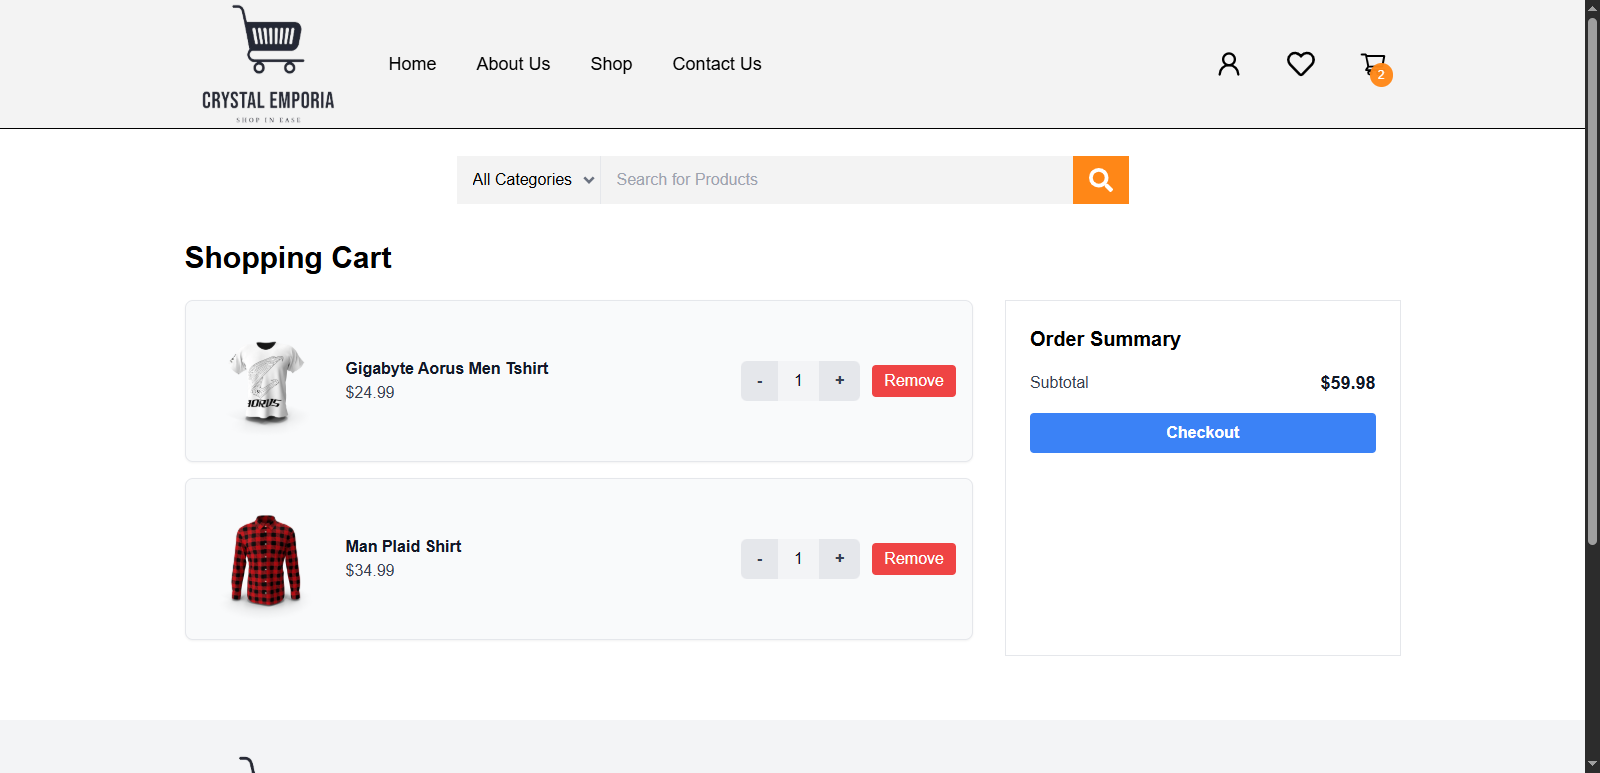 CRYSTAL EMPORIA
SHOP IN EASE
Home
About Us
Shop
Contact Us
2
All Categories
Search for Products
Shopping Cart
Gigabyte Aorus Men Tshirt
$24.99
- 1 +
Remove
Man Plaid Shirt
$34.99
- 1 +
Remove
Order Summary
Subtotal $59.98
Checkout